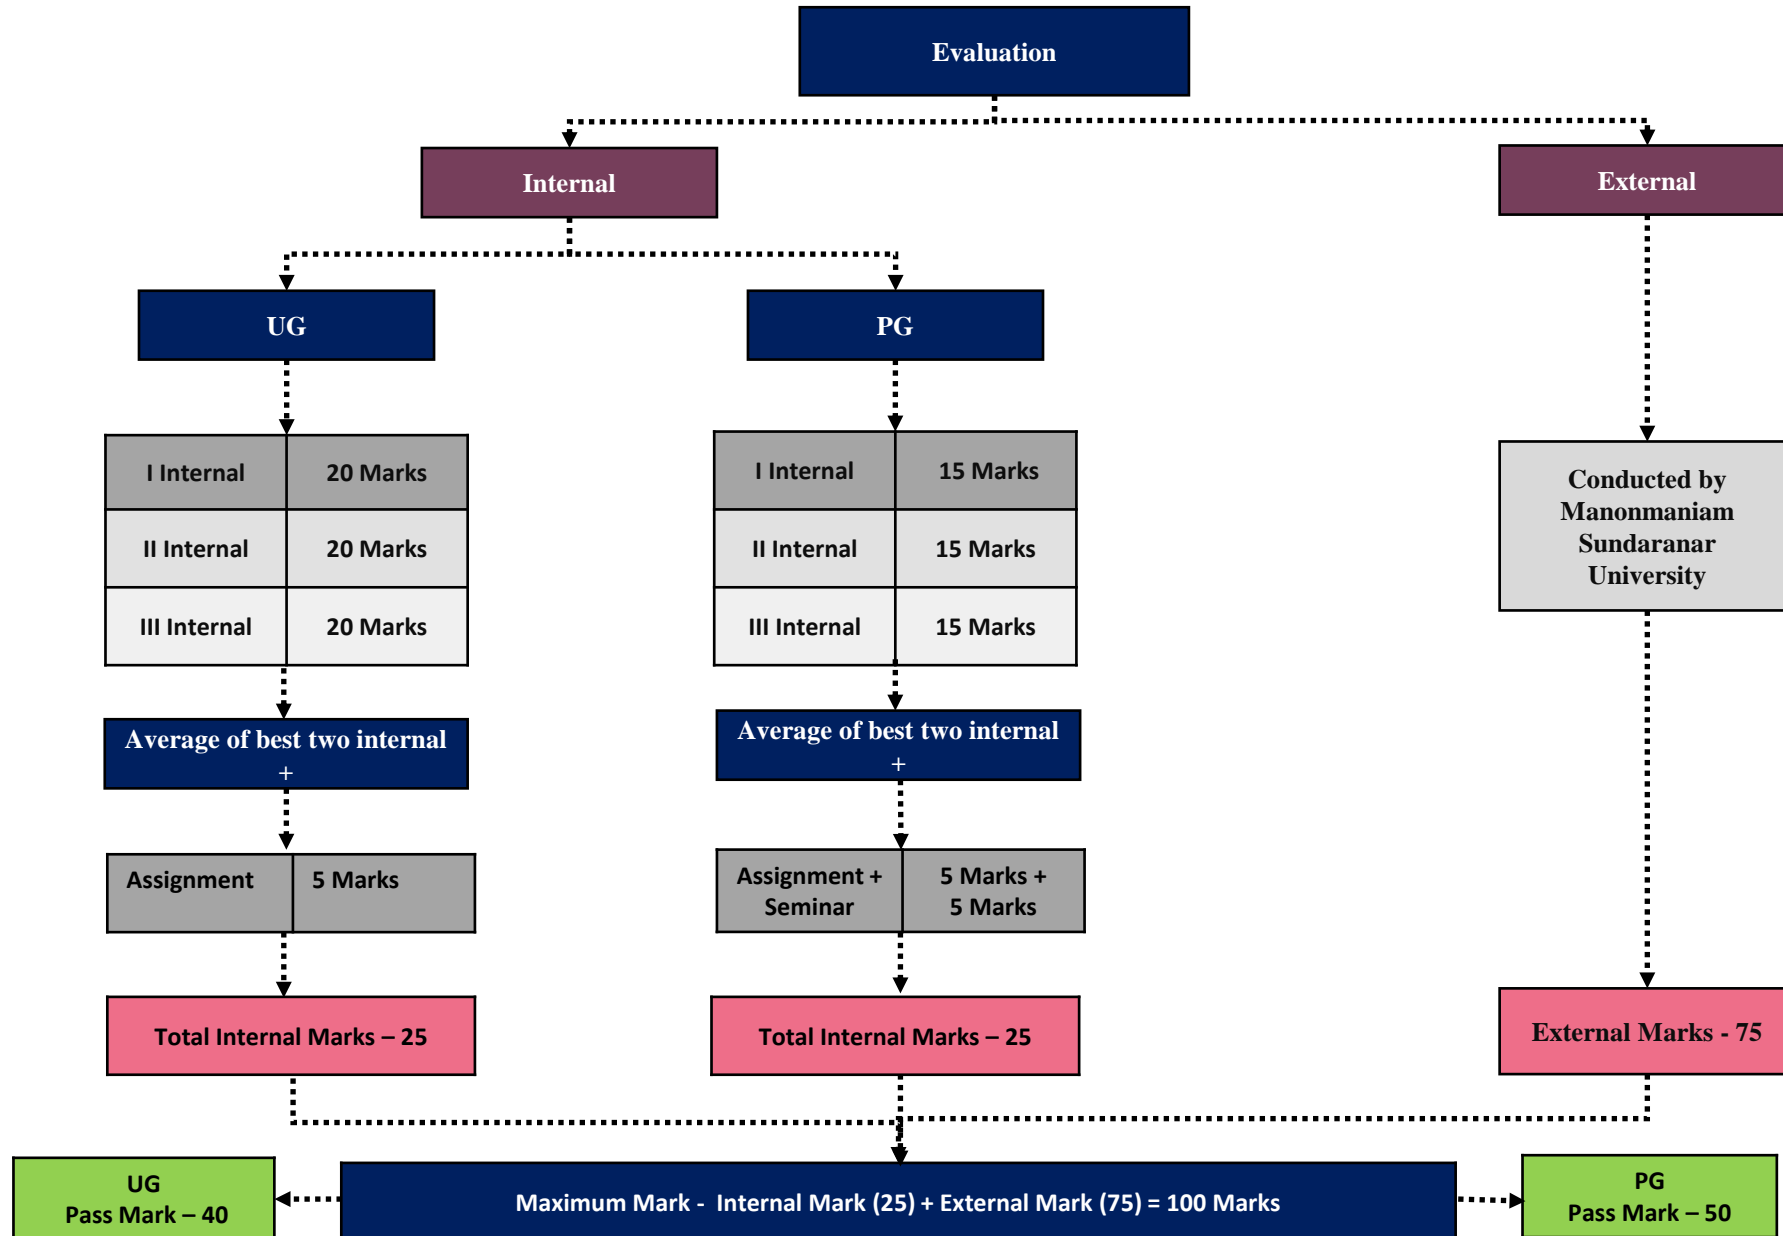 Evaluation
Internal
External
UG
PG
I Internal 20 Marks
II Internal 20 Marks
III Internal 20 Marks
I Internal 15 Marks
II Internal 15 Marks
III Internal 15 Marks
Conducted by
Manonmaniam
Sundaranar
University
Average of best two internal
+
Average of best two internal
+
Assignment 5 Marks
Assignment + 5 Marks +
Seminar 5 Marks
Total Internal Marks – 25
Total Internal Marks – 25
External Marks - 75
UG
Pass Mark – 40
Maximum Mark - Internal Mark (25) + External Mark (75) = 100 Marks
PG
Pass Mark – 50